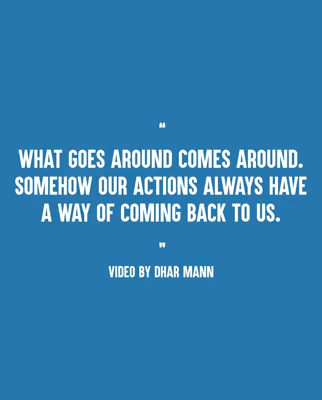 "
WHAT GOES AROUND COMES AROUND.
SOMEHOW OUR ACTIONS ALWAYS HAVE
A WAY OF COMING BACK TO US.
"
VIDEO BY DHAR MANN